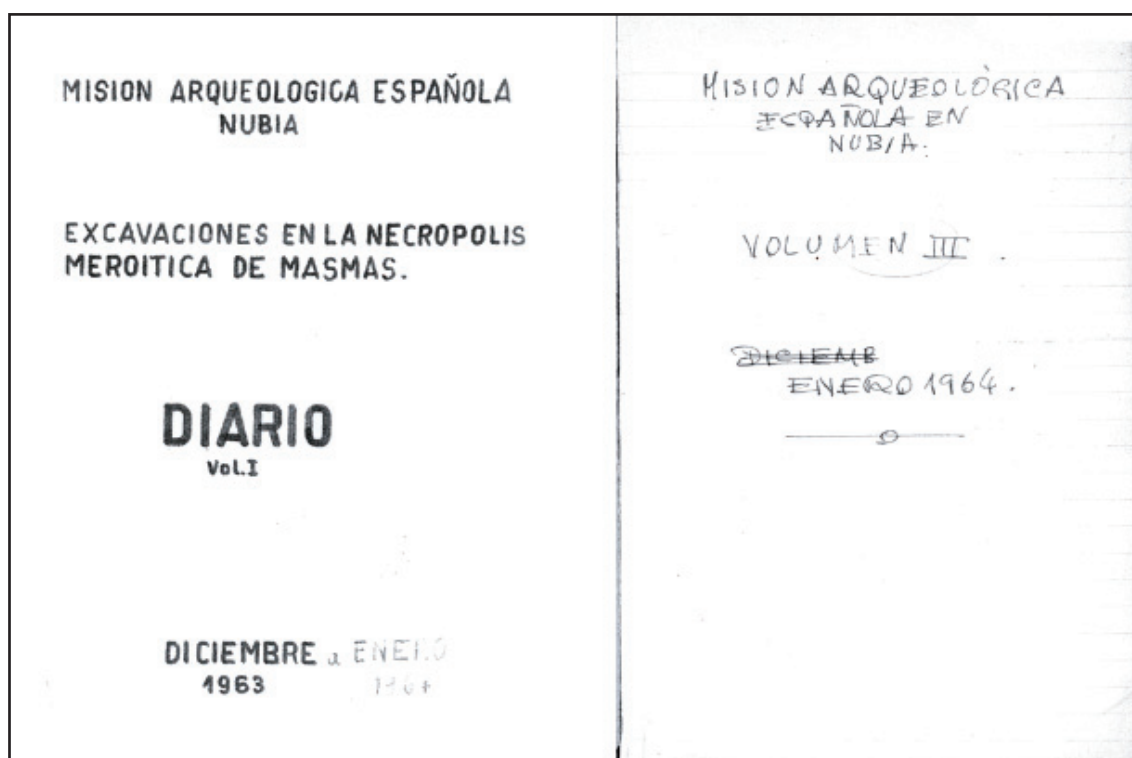 MISION ARQUEOLOGICA ESPAÑOLA
NUBIA
EXCAVACIONES EN LA NECROPOLIS
MEROITICA DE MASMAS.
DIARIO
Vol.I
DICIEMBRE a ENERO
1963 1964
MISION ARQUEOLÒGICA
ESPAÑOLA EN
NUBIA.
VOLUMEN III.
DICIEMB
ENERO 1964.